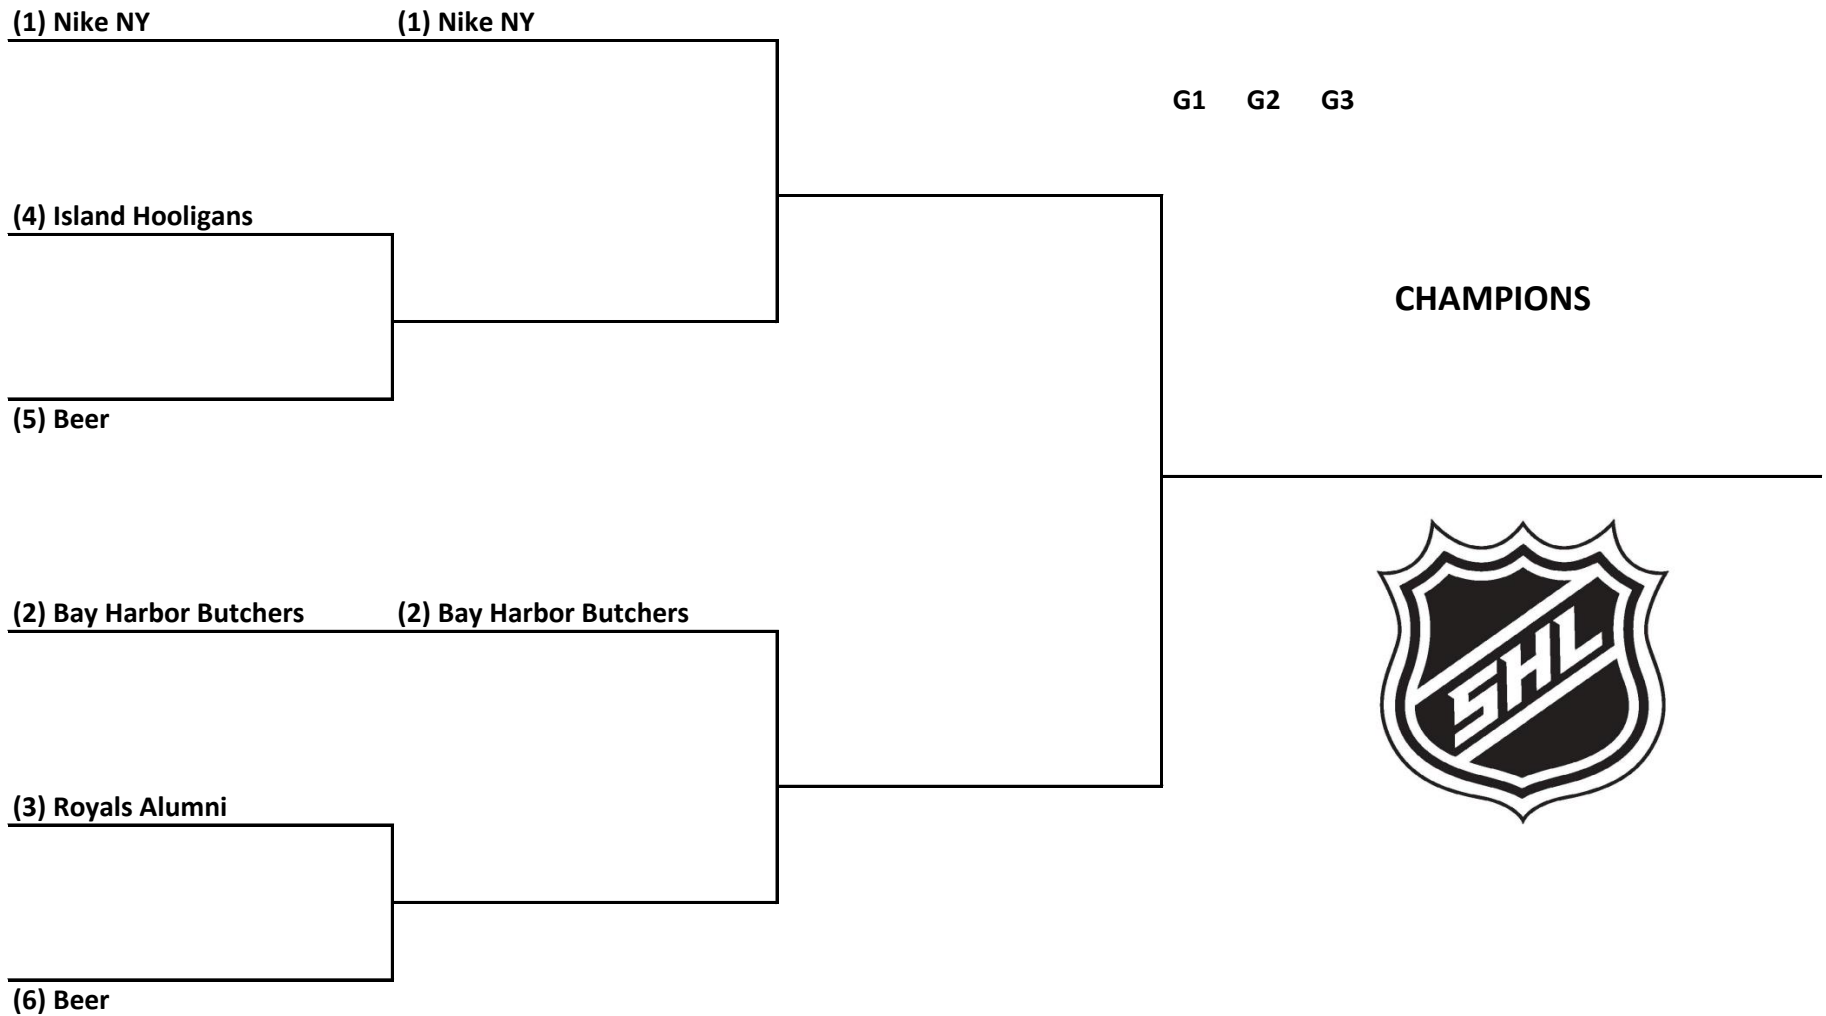 (1) Nike NY (1) Nike NY
G1 G2 G3
(4) Island Hooligans
CHAMPIONS
(5) Beer
(2) Bay Harbor Butchers (2) Bay Harbor Butchers
SHL
(3) Royals Alumni
(6) Beer